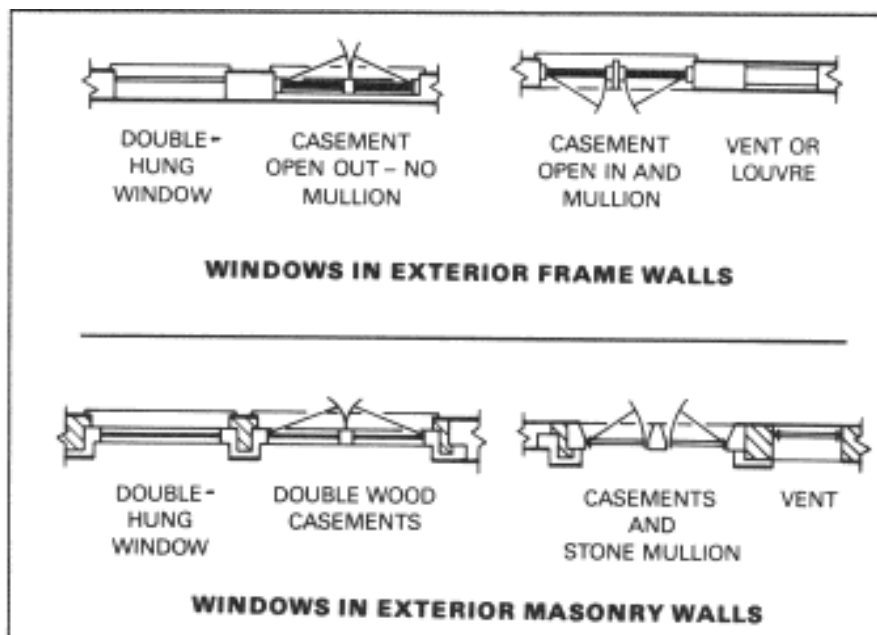 DOUBLE-
HUNG
WINDOW
CASEMENT
OPEN OUT – NO
MULLION
CASEMENT
OPEN IN AND
MULLION
VENT OR
LOUVRE
WINDOWS IN EXTERIOR FRAME WALLS
DOUBLE-
HUNG
WINDOW
DOUBLE WOOD
CASEMENTS
CASEMENTS
AND
STONE MULLION
VENT
WINDOWS IN EXTERIOR MASONRY WALLS